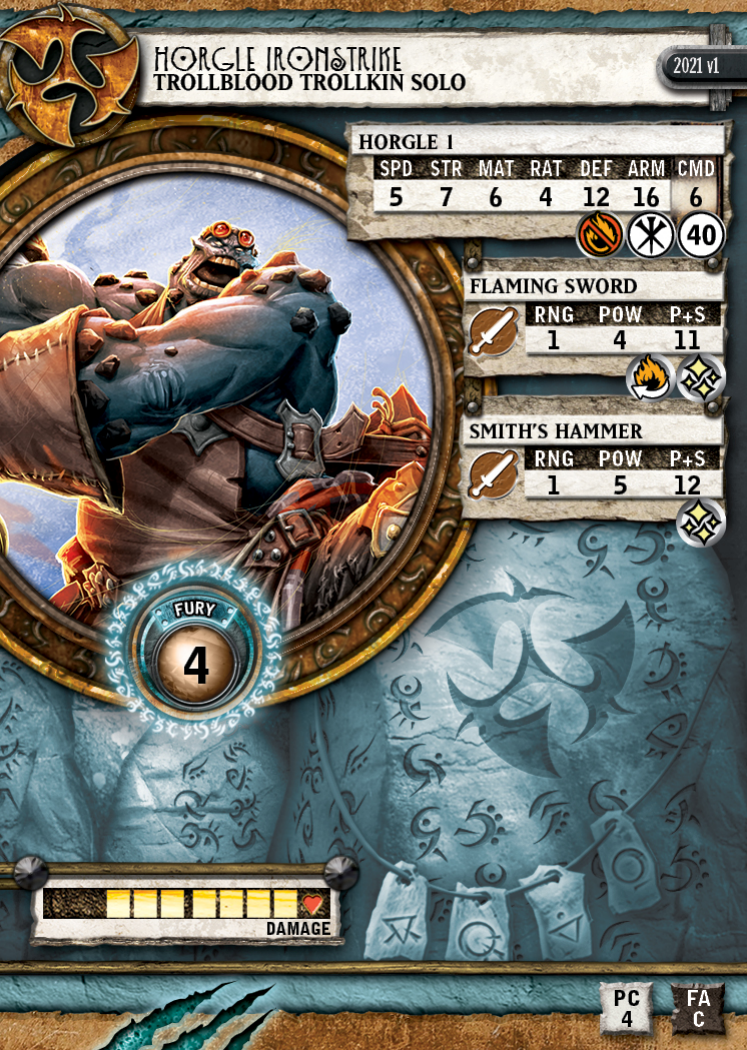 HORGLE IRONSTRIKE
TROLLBLOOD TROLLKIN SOLO
2021 v1
HORGLE 1
SPD STR MAT RAT DEF ARM CMD
5 7 6 4 12 16 6
40
FLAMING SWORD
RNG POW P+S
1 4 11
SMITH'S HAMMER
RNG POW P+S
1 5 12
FURY
4
DAMAGE
PC FA
4 C